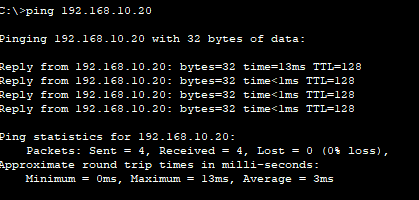 C:\>ping 192.168.10.20
Pinging 192.168.10.20 with 32 bytes of data:
Reply from 192.168.10.20: bytes=32 time=13ms TTL=128
Reply from 192.168.10.20: bytes=32 time<1ms TTL=128
Reply from 192.168.10.20: bytes=32 time<1ms TTL=128
Reply from 192.168.10.20: bytes=32 time<1ms TTL=128
Ping statistics for 192.168.10.20:
Packets: Sent = 4, Received = 4, Lost = 0 (0% loss),
Approximate round trip times in milli-seconds:
Minimum = 0ms, Maximum = 13ms, Average = 3ms